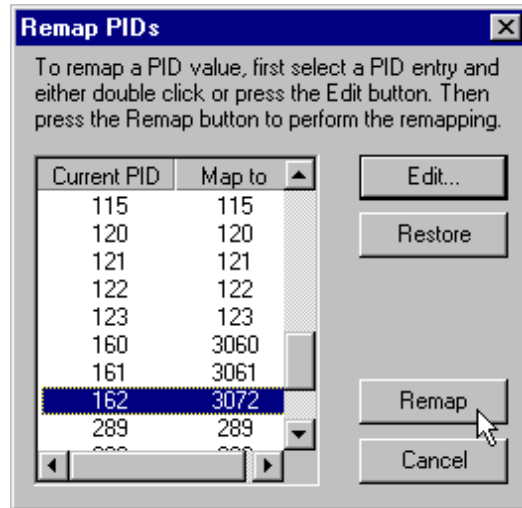 Remap PIDs
To remap a PID value, first select a PID entry and
either double click or press the Edit button. Then
press the Remap button to perform the remapping.
Current PID Map to
115 115
120 120
121 121
122 122
123 123
160 3060
161 3061
162 3072
289 289
Edit...
Restore
Remap
Cancel